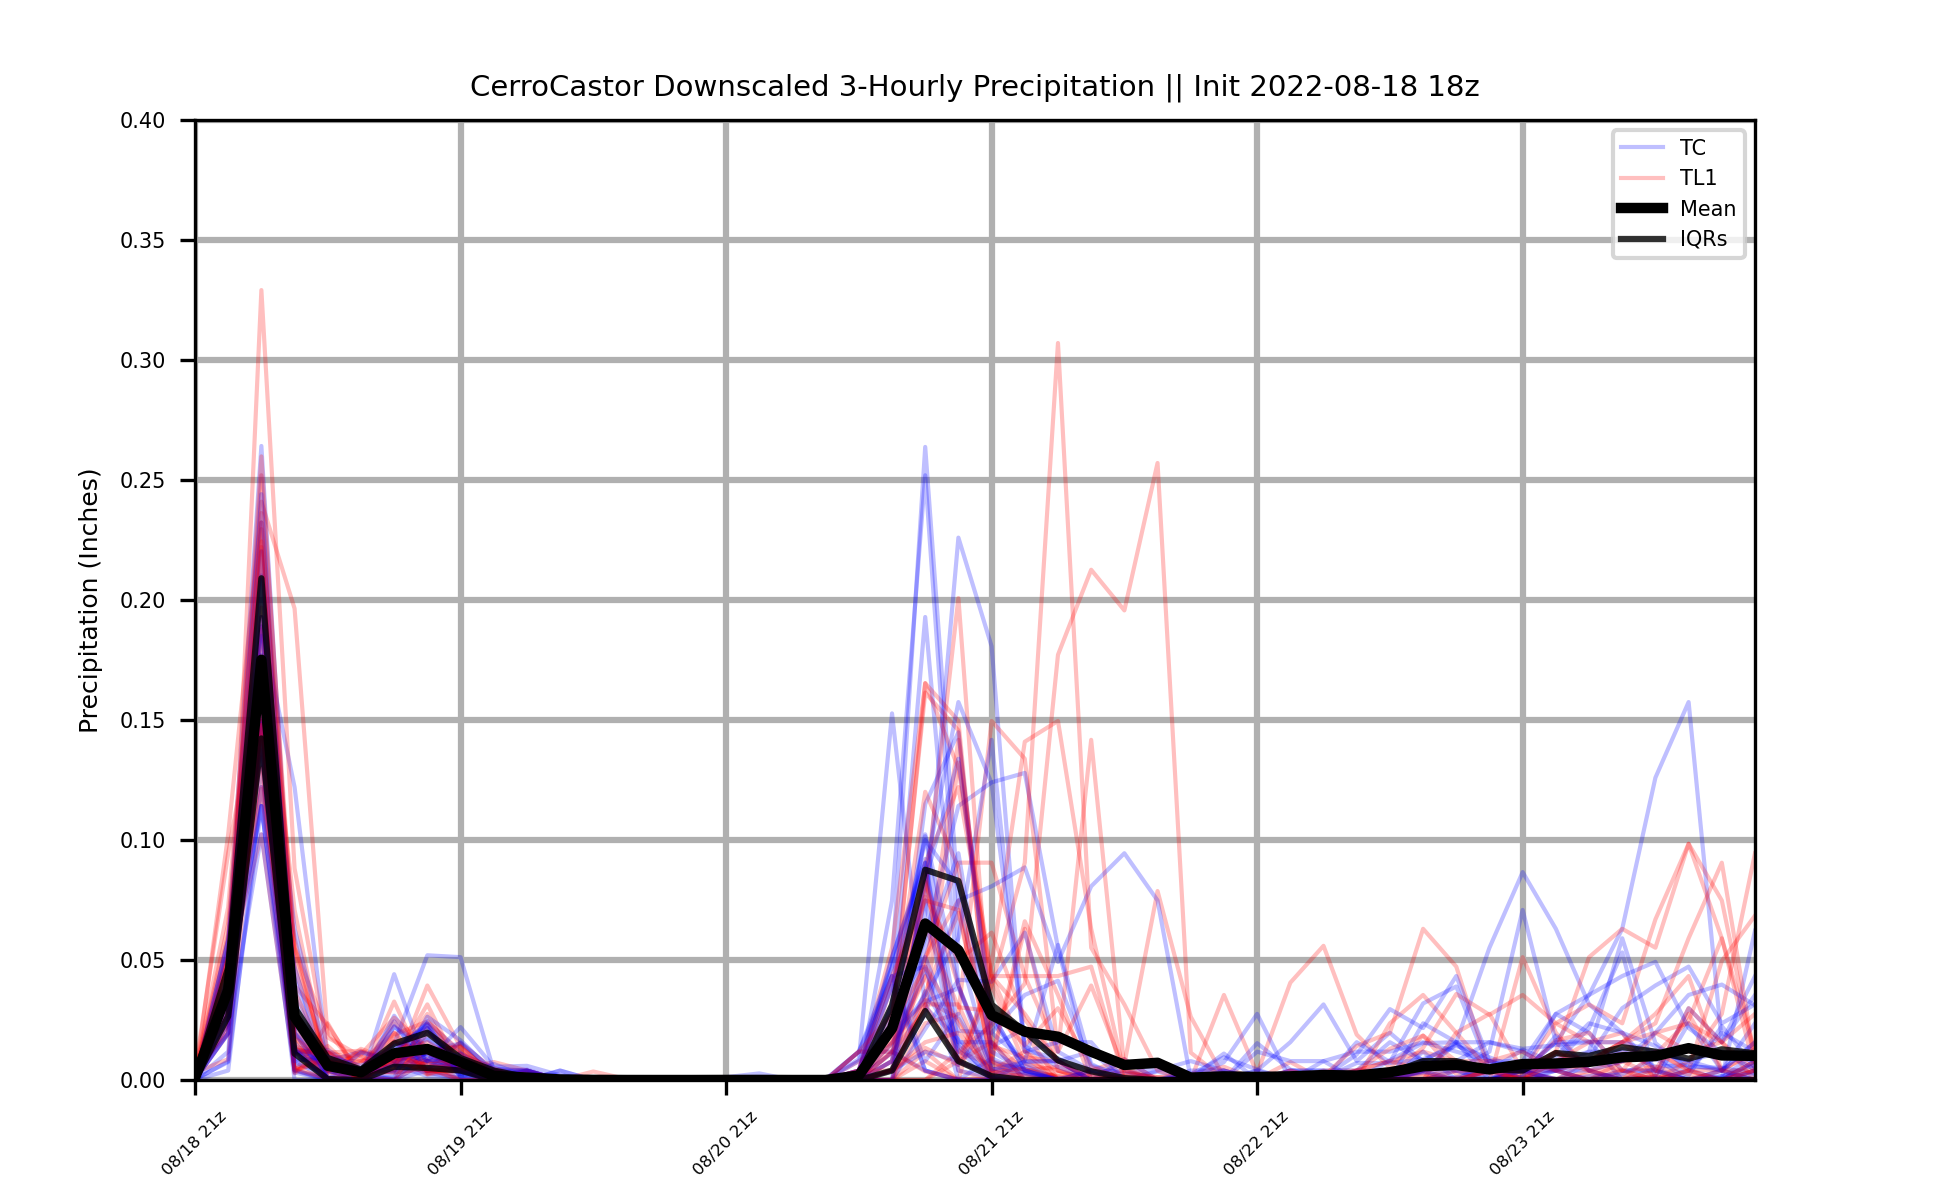 CerroCastor Downscaled 3-Hourly Precipitation || Init 2022-08-18 18z
TC
TL1
Mean
IQRs
Precipitation (Inches)
0.40
0.35
0.30
0.25
0.20
0.15
0.10
0.05
0.00
08/18 21z
08/19 21z
08/20 21z
08/21 21z
08/22 21z
08/23 21z